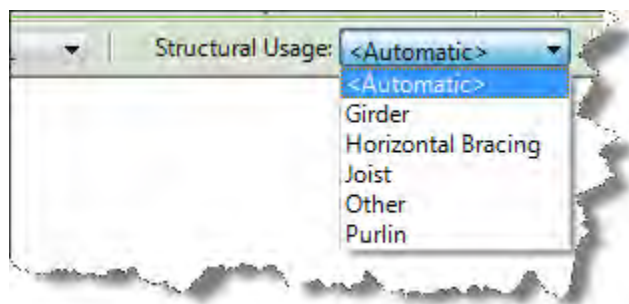 Structural Usage: <Automatic>
<Automatic>
Girder
Horizontal Bracing
Joist
Other
Purlin